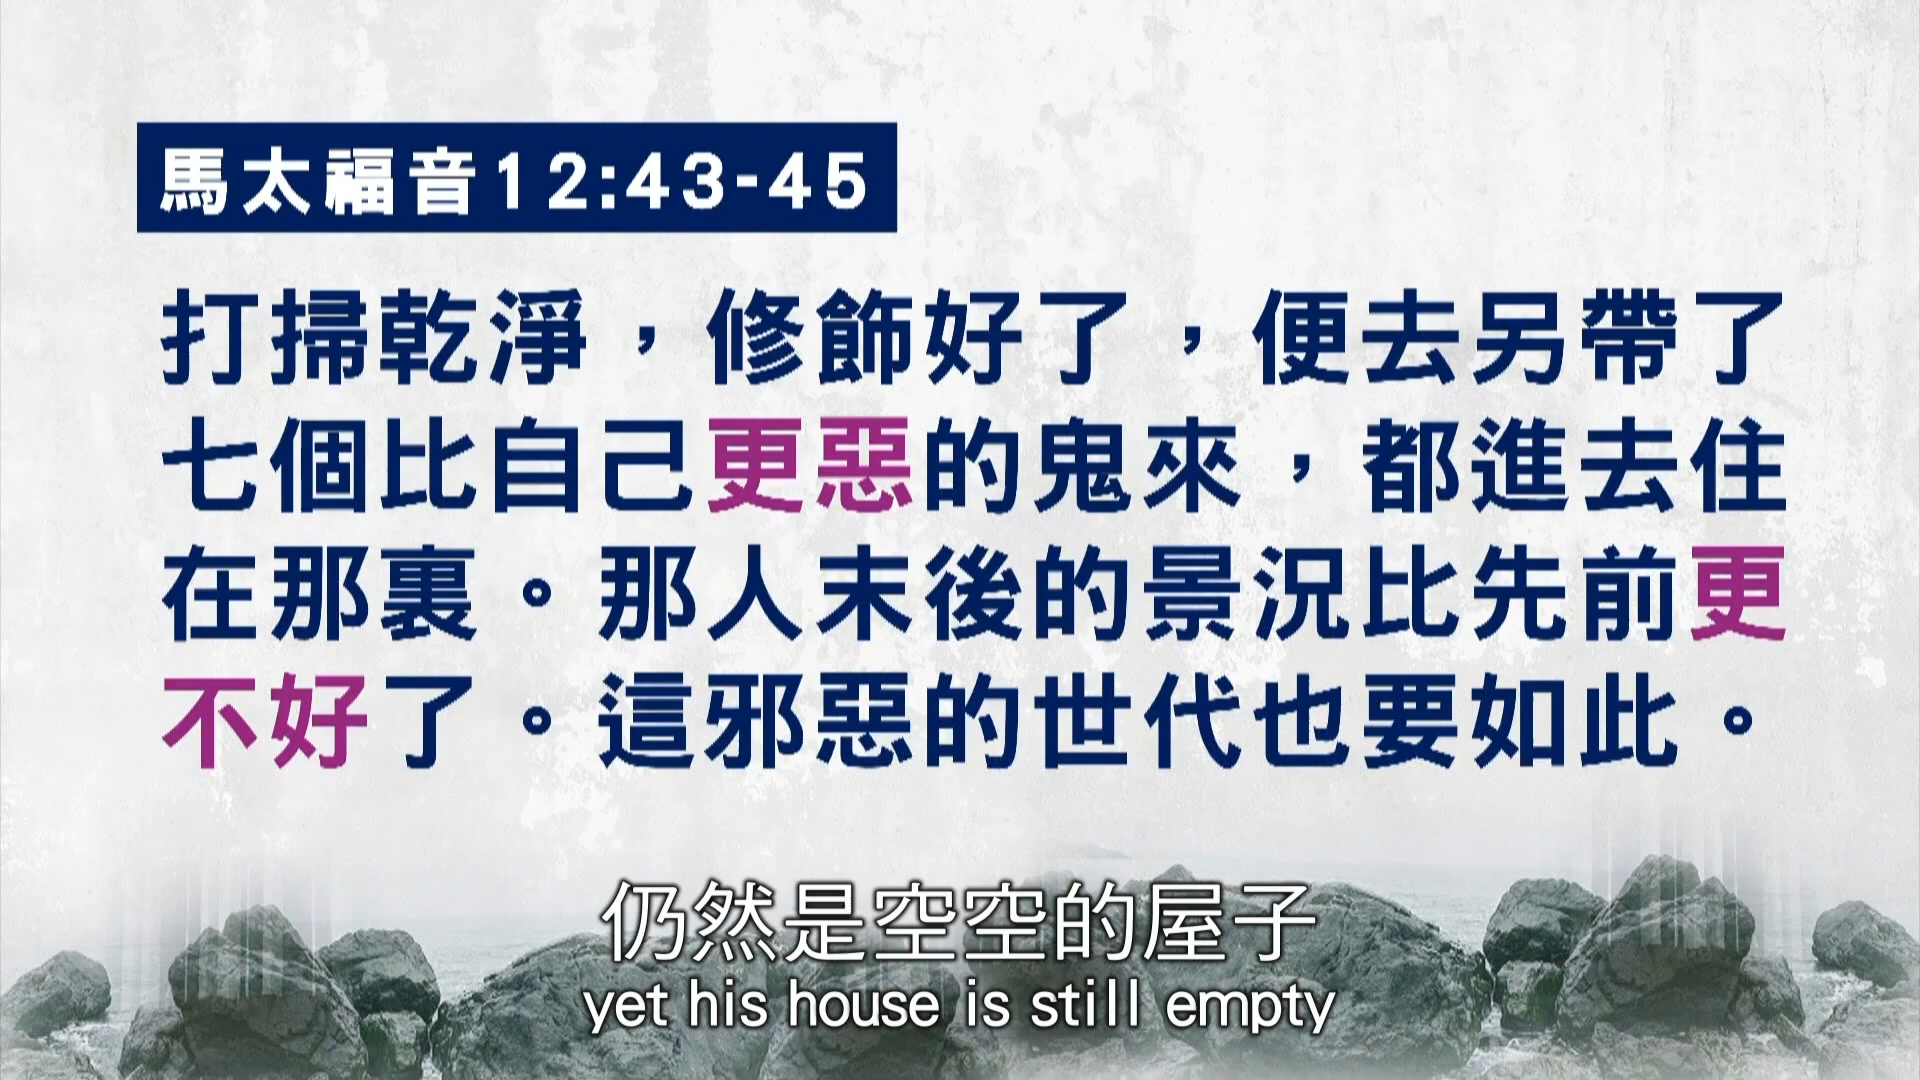 馬太福音12:43-45
打掃乾淨，修飾好了，便去另帶了
七個比自己更惡的鬼來，都進去住
在那裏。那人末後的景況比先前更
不好了。這邪惡的世代也要如此。
仍然是空空的屋子
yet his house is still empty